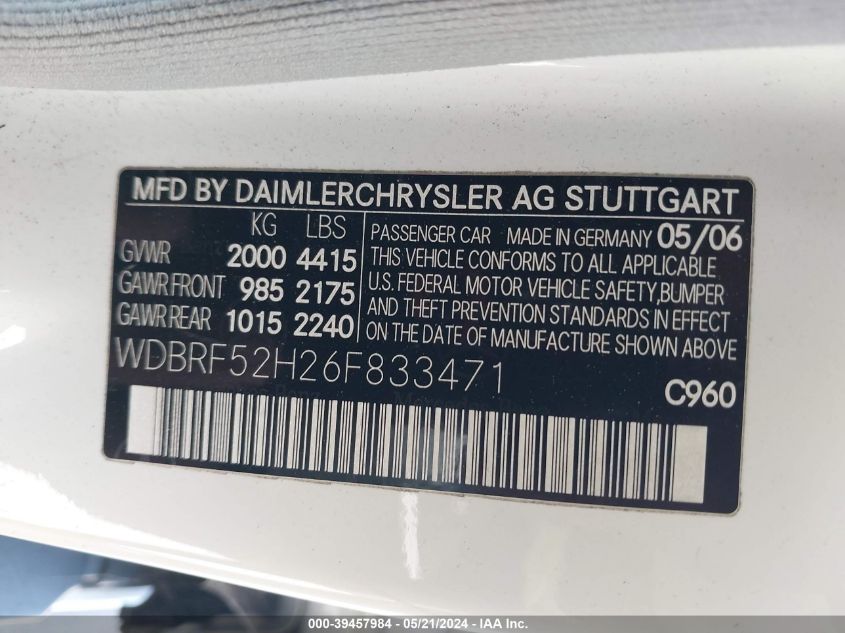 MFD BY DAIMLERCHRYSLER AG STUTTGART
KG LBS
GVWR 2000 4415
GAWR FRONT 985 2175
GAWR REAR 1015 2240
PASSENGER CAR MADE IN GERMANY 05/06
THIS VEHICLE CONFORMS TO ALL APPLICABLE
U.S. FEDERAL MOTOR VEHICLE SAFETY,BUMPER
AND THEFT PREVENTION STANDARDS IN EFFECT
ON THE DATE OF MANUFACTURE SHOWN ABOVE
WDBRF52H26F833471
C960
000-39457984 - 05/21/2024 - IAA Inc.